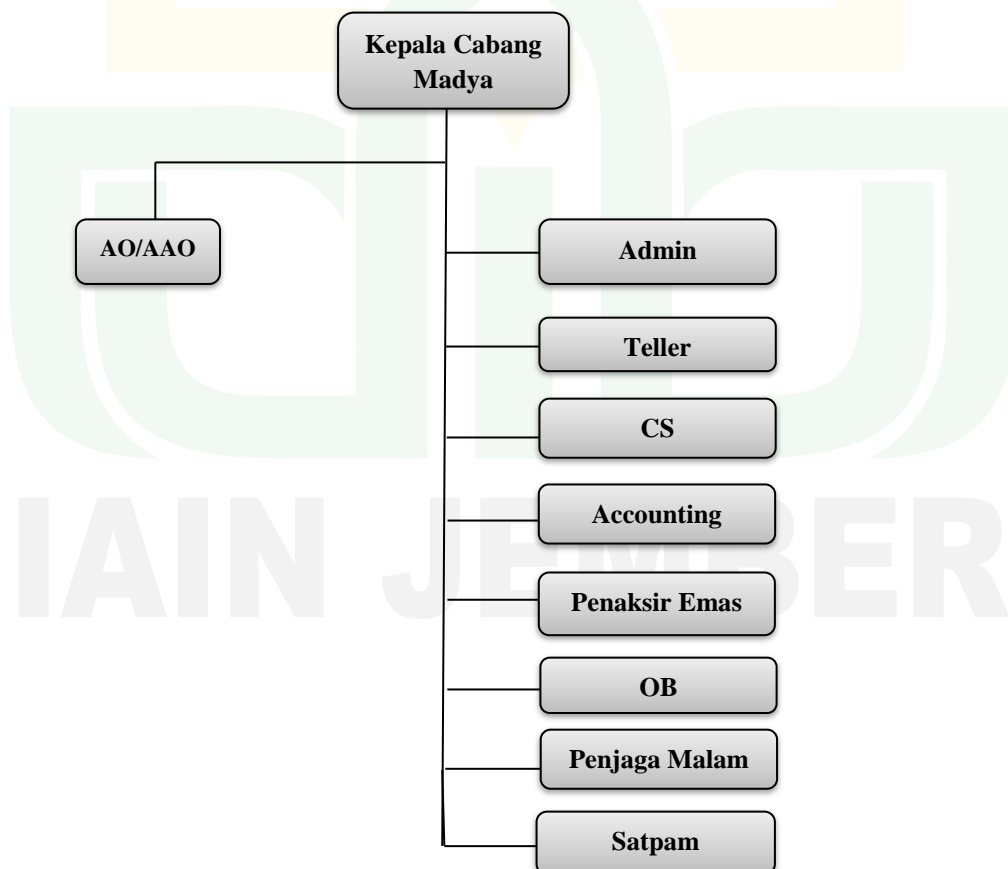 Kepala Cabang
Madya
AO/AAO
Admin
Teller
CS
Accounting
IAIN JEMBER
Penaksir Emas
OB
Penjaga Malam
Satpam